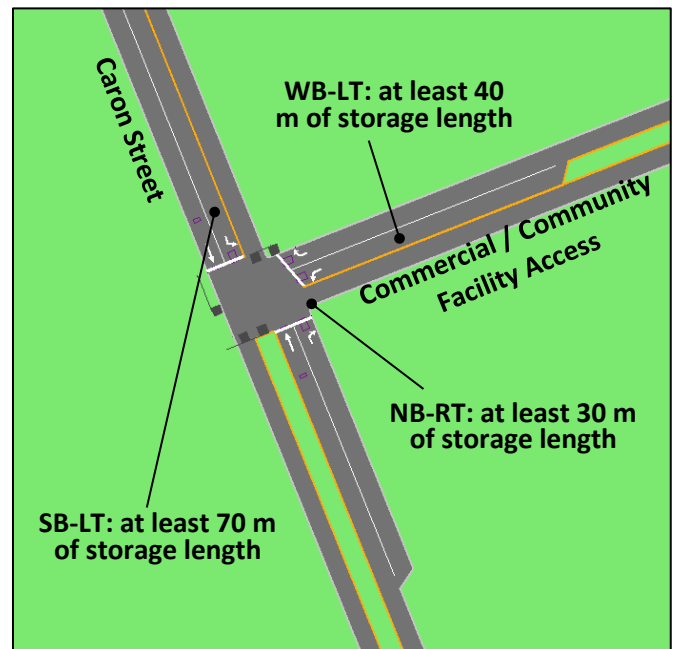 Caron Street
WB-LT: at least 40
m of storage length
Commercial / Community
Facility Access
NB-RT: at least 30 m
of storage length
SB-LT: at least 70 m
of storage length